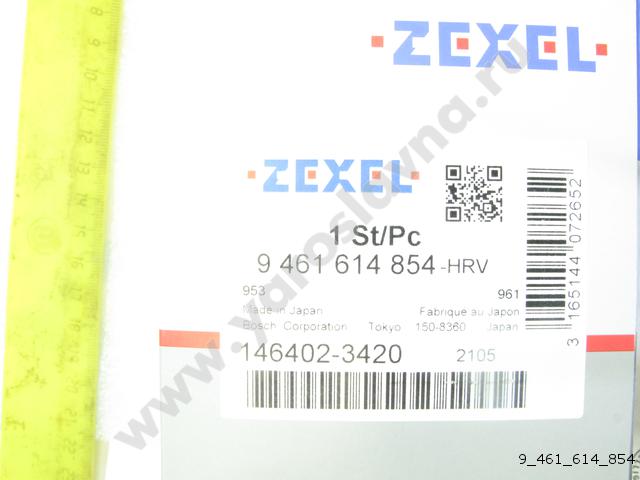 ZEXEL
ZEXEL
1 St/Pc
9 461 614 854-HRV
953 961
Made in Japan Fabrique au Japon
Bosch Corporation Tokyo 150-8360 Japan
146402-3420 2105
3 165144 072652
www.yaroslavna.ru
9_461_614_854